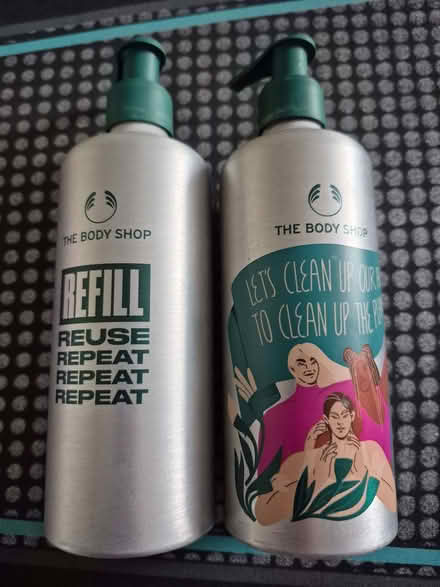 THE BODY SHOP
REFILL
REUSE
REPEAT
REPEAT
REPEAT
THE BODY SHOP
LET'S CLEAN UP OUR
TO CLEAN UP THE